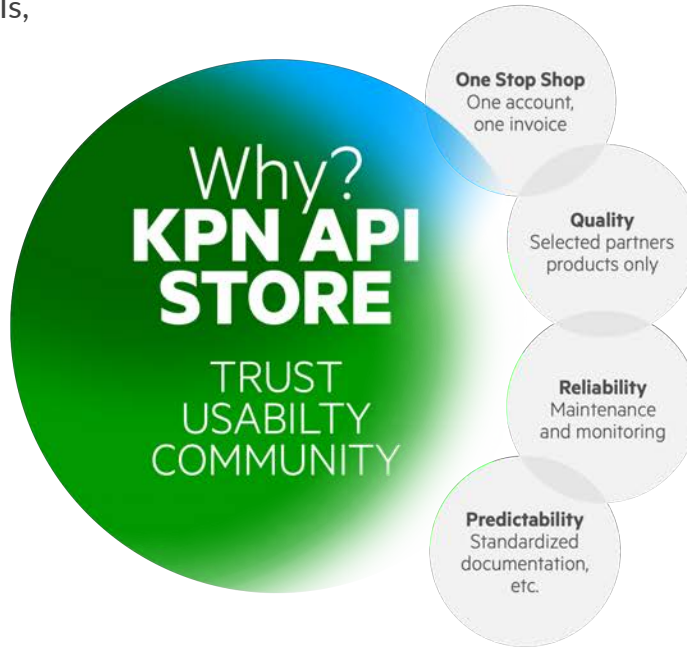 ls,
Why?
KPN API
STORE
TRUST
USABILTY
COMMUNITY
One Stop Shop
One account,
one invoice
Quality
Selected partners
products only
Reliability
Maintenance
and monitoring
Predictability
Standardized
documentation,
etc.